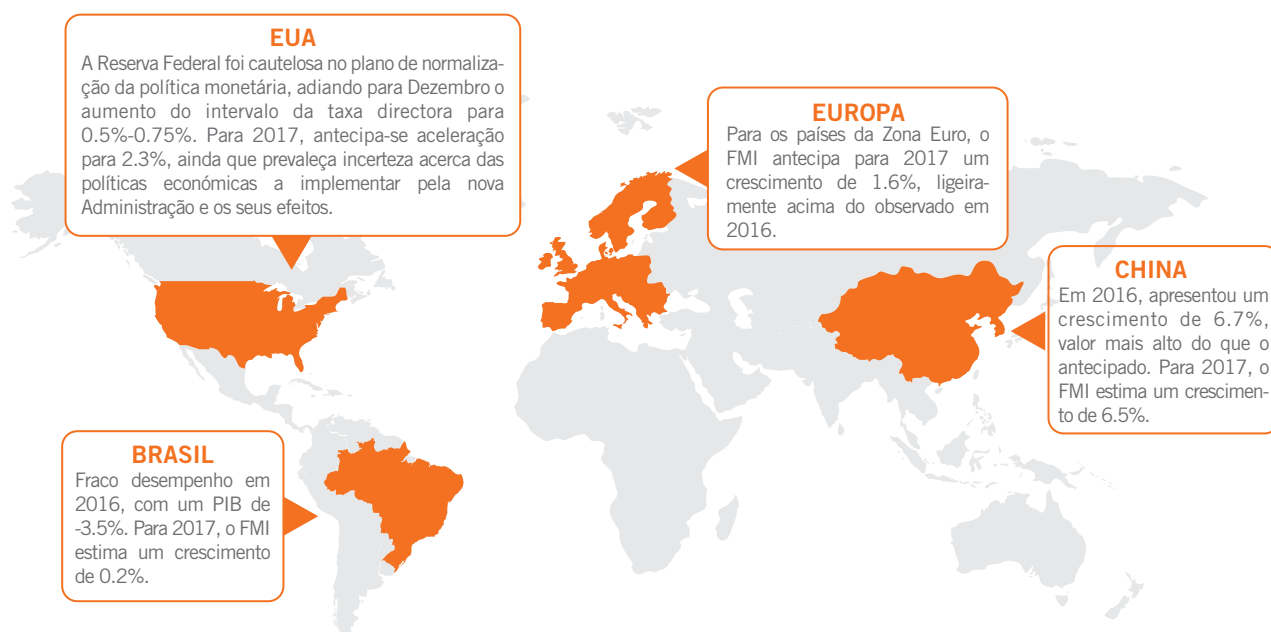 EUA
A Reserva Federal foi cautelosa no plano de normaliza-
ção da política monetária, adiando para Dezembro o
aumento do intervalo da taxa directora para
0.5%-0.75%. Para 2017, antecipa-se aceleração
para 2.3%, ainda que prevaleça incerteza acerca das
políticas económicas a implementar pela nova
Administração e os seus efeitos.
EUROPA
Para os países da Zona Euro, o
FMI antecipa para 2017 um
crescimento de 1.6%, ligeira-
mente acima do observado em
2016.
CHINA
Em 2016, apresentou um
crescimento de 6.7%,
valor mais alto do que o
antecipado. Para 2017, o
FMI estima um crescimen-
to de 6.5%.
BRASIL
Fraco desempenho em
2016, com um PIB de
-3.5%. Para 2017, o FMI
estima um crescimento
de 0.2%.